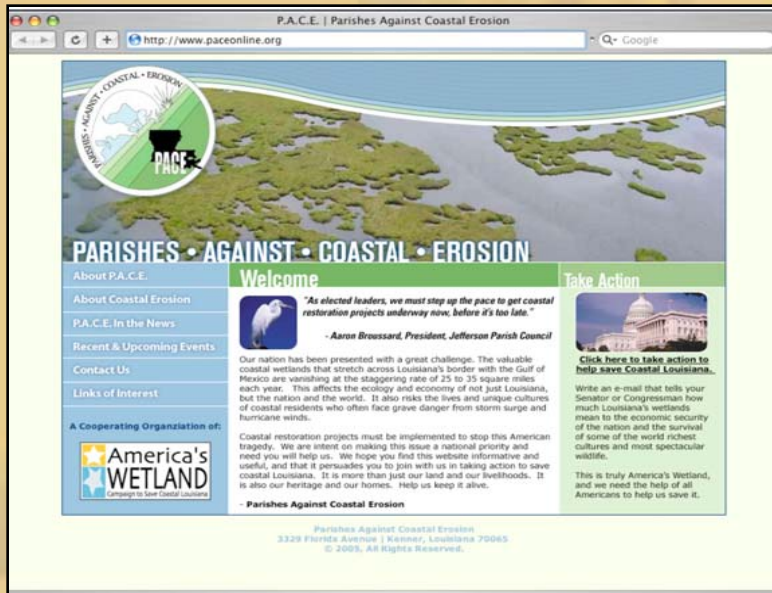 P.A.C.E. | Parishes Against Coastal Erosion
http://www.paceonline.org
Google
PARISHES • AGAINST • COASTAL • EROSION
PACE
PARISHES • AGAINST • COASTAL • EROSION
About P.A.C.E.
About Coastal Erosion
P.A.C.E. In the News
Recent & Upcoming Events
Contact Us
Links of Interest
A Cooperating Organziation of:
America's
WETLAND
Campaign to Save Coastal Louisiana
Welcome
"As elected leaders, we must step up the pace to get coastal
restoration projects underway now, before it's too late."
- Aaron Broussard, President, Jefferson Parish Council
Our nation has been presented with a great challenge. The valuable
coastal wetlands that stretch across Louisiana's border with the Gulf of
Mexico are vanishing at the staggering rate of 25 to 35 square miles
each year. This affects the ecology and economy of not just Louisiana,
but the nation and the world. It also risks the lives and unique cultures
of coastal residents who often face grave danger from storm surge and
hurricane winds.
Coastal restoration projects must be implemented to stop this American
tragedy. We are intent on making this issue a national priority and
need you will help us. We hope you find this website informative and
useful, and that it persuades you to join with us in taking action to save
coastal Louisiana. It is more than just our land and our livelihoods. It
is also our heritage and our homes. Help us keep it alive.
- Parishes Against Coastal Erosion
Take Action
Click here to take action to
help save Coastal Louisiana.
Write an e-mail that tells your
Senator or Congressman how
much Louisiana's wetlands
mean to the economic security
of the nation and the survival
of some of the world richest
cultures and most spectacular
wildlife.
This is truly America's Wetland,
and we need the help of all
Americans to help us save it.
Parishes Against Coastal Erosion
3329 Florida Avenue | Kenner, Louisiana 70065
© 2005, All Rights Reserved.